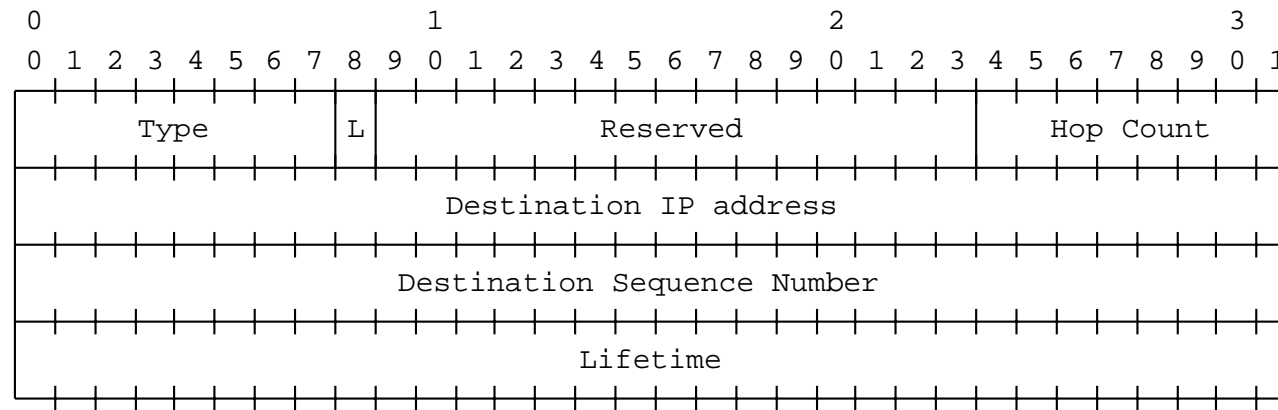 0 1 2 3
0 1 2 3 4 5 6 7 8 9 0 1 2 3 4 5 6 7 8 9 0 1 2 3 4 5 6 7 8 9 0 1
Type L Reserved Hop Count
Destination IP address
Destination Sequence Number
Lifetime